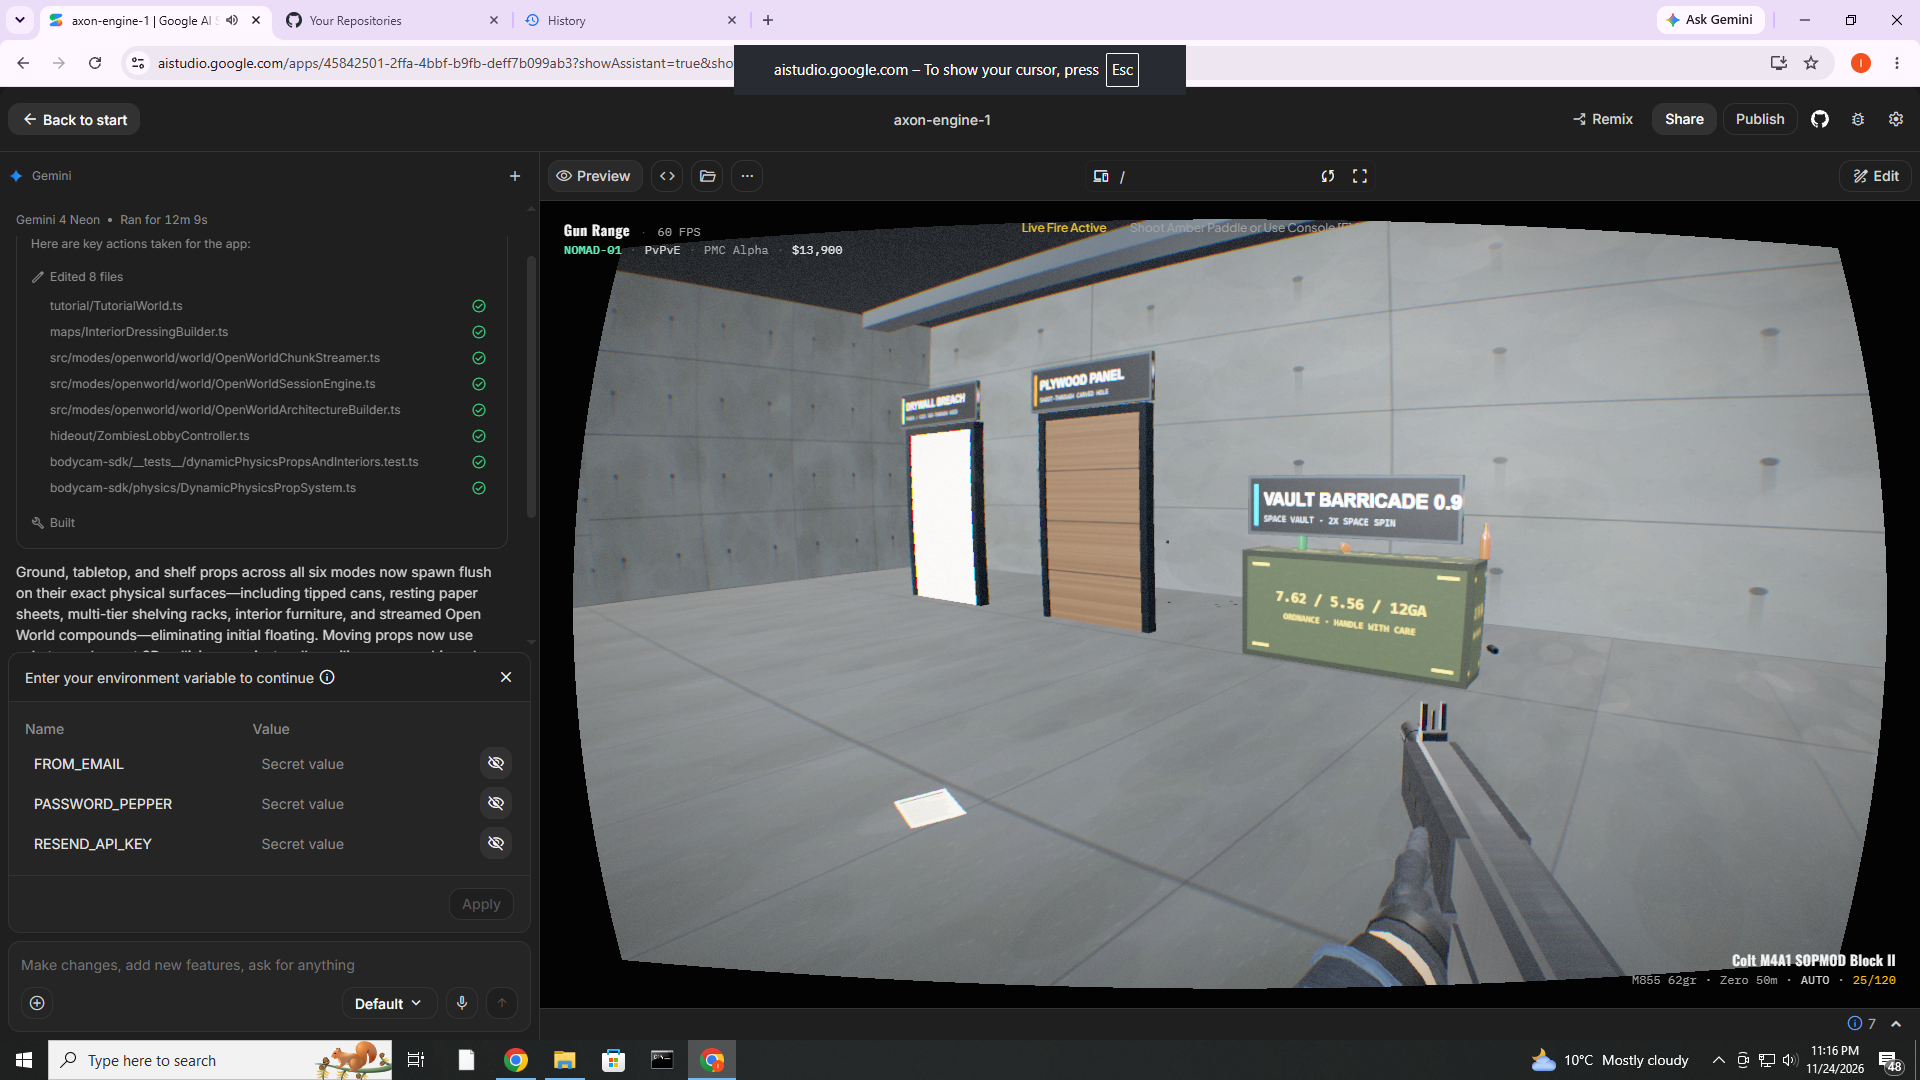 axon-engine-1 | Google AI S
Your Repositories
History
Ask Gemini
aistudio.google.com/apps/45842501-2ffa-4bbf-b9fb-deff7b099ab3?showAssistant=true&sho
aistudio.google.com – To show your cursor, press Esc
Back to start
axon-engine-1
Remix
Share
Publish
Gemini
Preview
/
Edit
Gemini 4 Neon • Ran for 12m 9s
Here are key actions taken for the app:
Edited 8 files
tutorial/TutorialWorld.ts
maps/InteriorDressingBuilder.ts
src/modes/openworld/world/OpenWorldChunkStreamer.ts
src/modes/openworld/world/OpenWorldSessionEngine.ts
src/modes/openworld/world/OpenWorldArchitectureBuilder.ts
hideout/ZombiesLobbyController.ts
bodycam-sdk/__tests__/dynamicPhysicsPropsAndInteriors.test.ts
bodycam-sdk/physics/DynamicPhysicsPropSystem.ts
Built
Ground, tabletop, and shelf props across all six modes now spawn flush
on their exact physical surfaces—including tipped cans, resting paper
sheets, multi-tier shelving racks, interior furniture, and streamed Open
World compounds—eliminating initial floating. Moving props now use
Enter your environment variable to continue
Name Value
FROM_EMAIL Secret value
PASSWORD_PEPPER Secret value
RESEND_API_KEY Secret value
Apply
Make changes, add new features, ask for anything
Default
Gun Range · 60 FPS
NOMAD-01 · PvPvE · PMC Alpha · $13,900
Live Fire Active Shoot Amber Paddle or Use Console [F]
DRYWALL BREACH
PLYWOOD PANEL
SHOOT-THROUGH CARVED HOLE
VAULT BARRICADE 0.9
SPACE VAULT · 2X SPACE SPIN
7.62 / 5.56 / 12GA
ORDNANCE · HANDLE WITH CARE
Colt M4A1 SOPMOD Block II
M855 62gr · Zero 50m · AUTO · 25/120
7
Type here to search
10°C Mostly cloudy
11:16 PM
11/24/2026
48